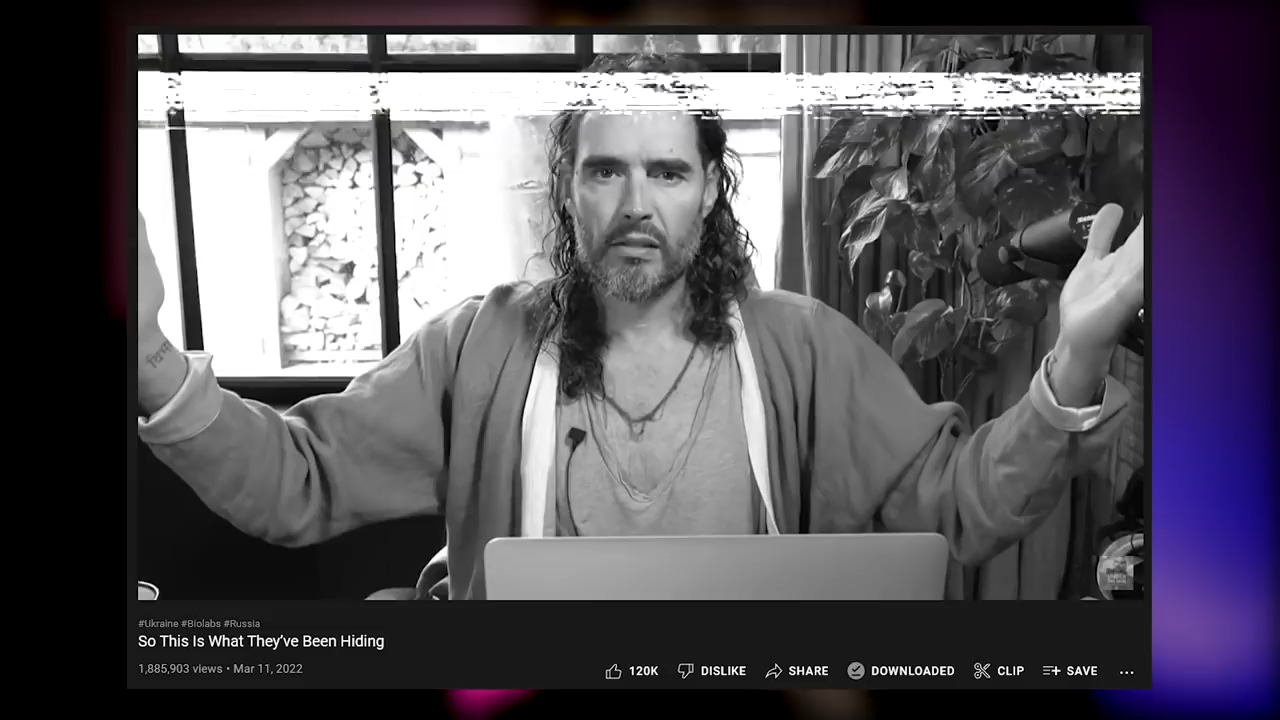 #Ukraine #Biolabs #Russia
So This Is What They've Been Hiding
1,885,903 views • Mar 11, 2022
120K
DISLIKE
SHARE
DOWNLOADED
CLIP
SAVE